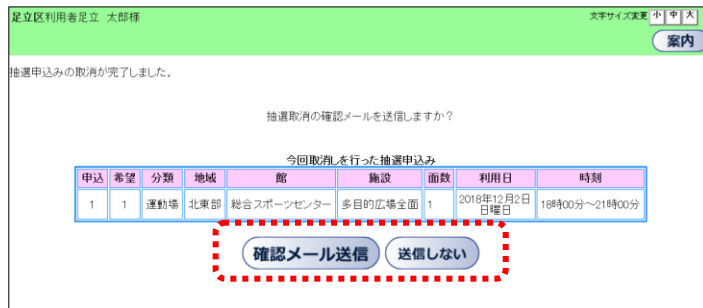 足立区利用者足立 太郎様 文字サイズ変更 小 中 大
案内
抽選申込みの取消が完了しました。
抽選取消の確認メールを送信しますか？
今回取消しを行った抽選申込み
申込 希望 分類 地域 館 施設 面数 利用日 時刻
1 1 運動場 北東部 総合スポーツセンター 多目的広場全面 1 2018年12月2日 日曜日 18時00分～21時00分
確認メール送信 送信しない